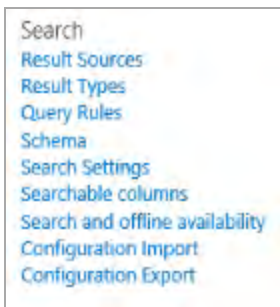 Search
Result Sources
Result Types
Query Rules
Schema
Search Settings
Searchable columns
Search and offline availability
Configuration Import
Configuration Export